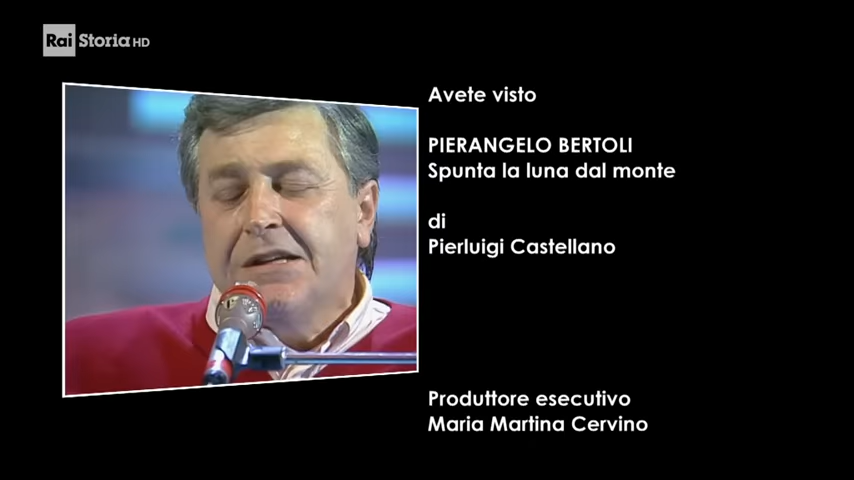 Rai Storia HD
Avete visto
PIERANGELO BERTOLI
Spunta la luna dal monte
di
Pierluigi Castellano
Produttore esecutivo
Maria Martina Cervino